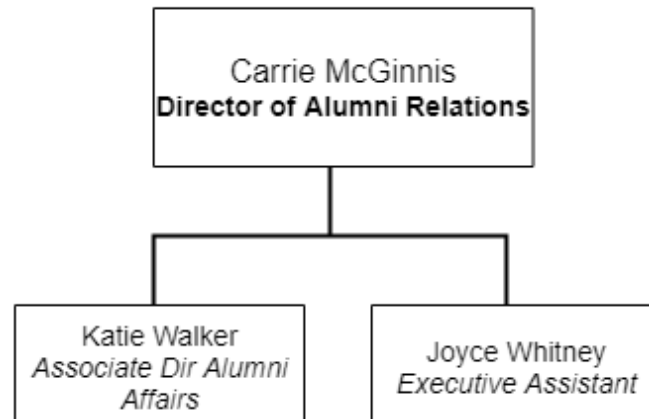 Carrie McGinnis
Director of Alumni Relations
Katie Walker
Associate Dir Alumni
Affairs
Joyce Whitney
Executive Assistant